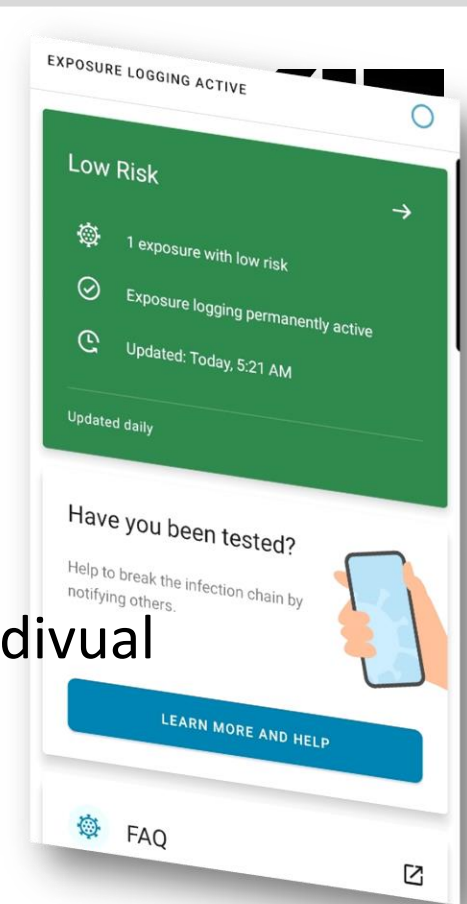 EXPOSURE LOGGING ACTIVE
Low Risk
1 exposure with low risk
Exposure logging permanently active
Updated: Today, 5:21 AM
Updated daily
Have you been tested?
Help to break the infection chain by
notifying others.
divual
LEARN MORE AND HELP
FAQ